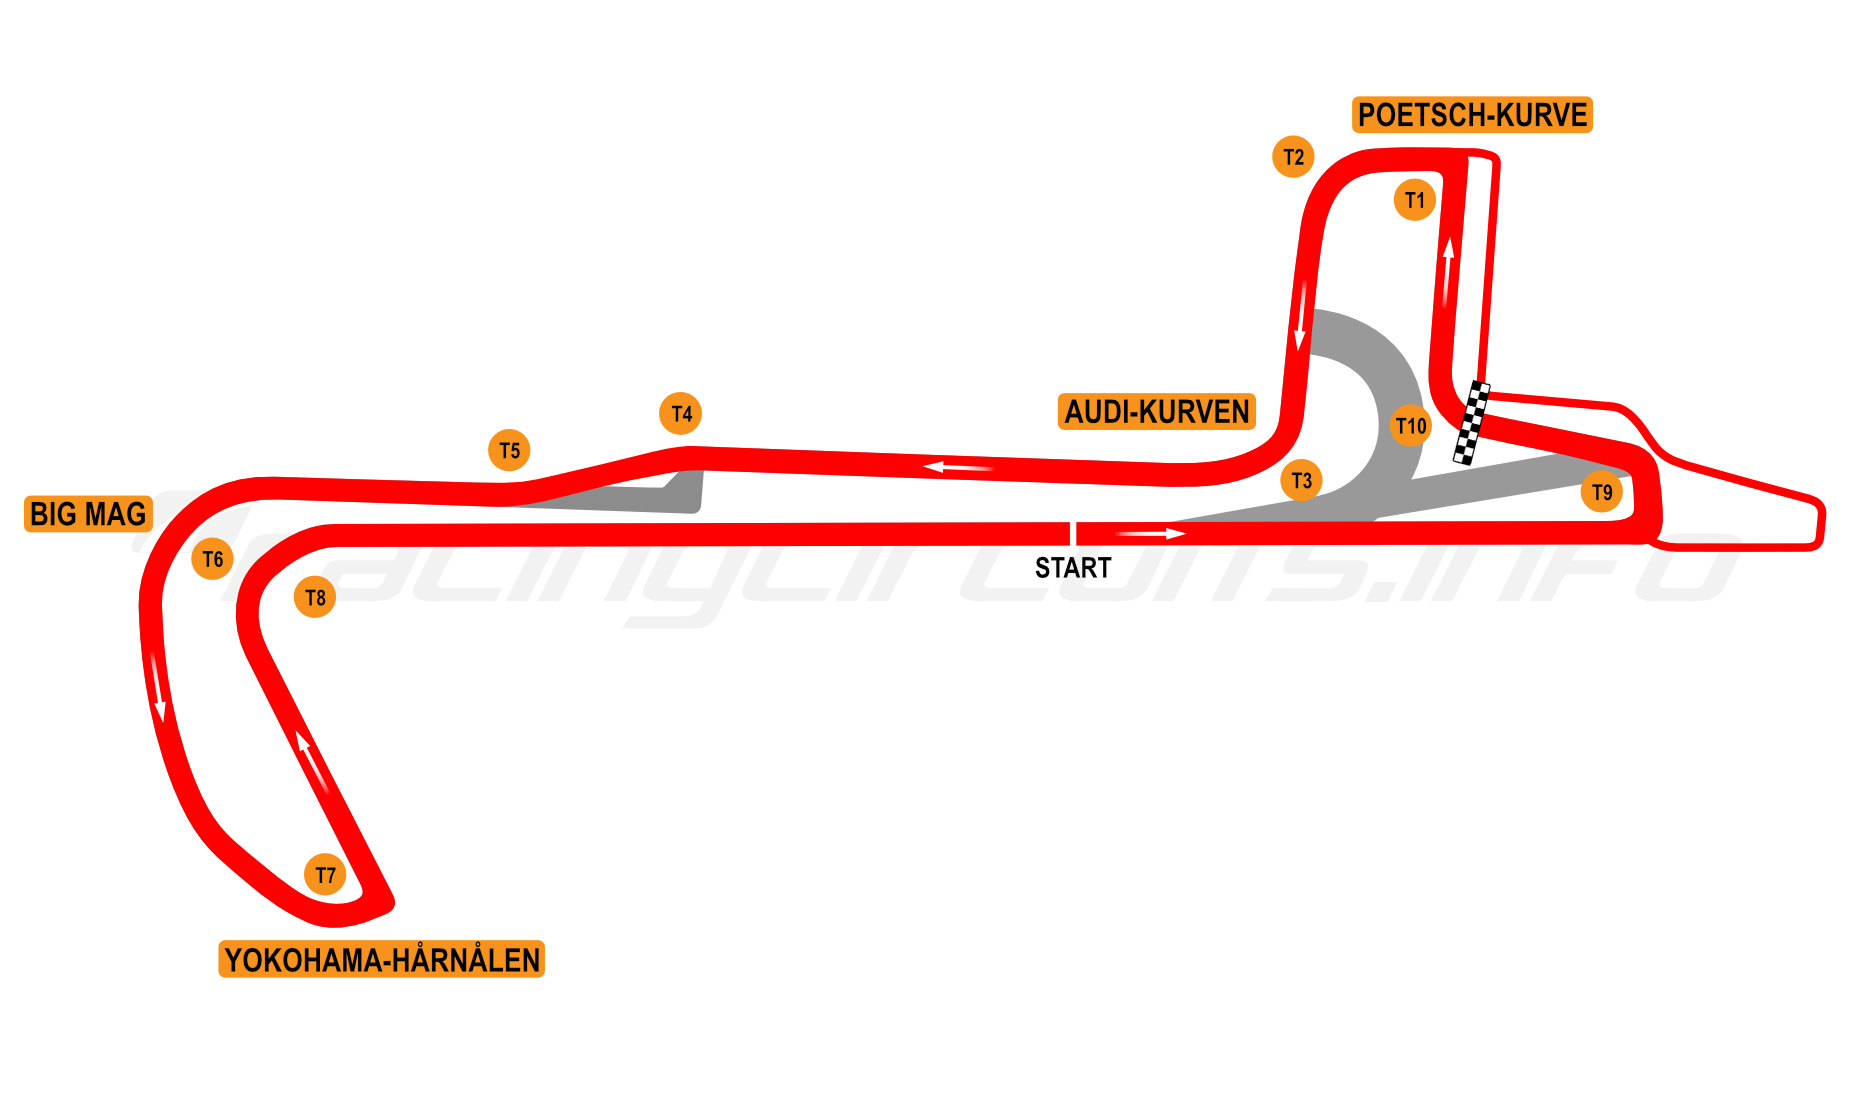 POETSCH-KURVE
T2
T1
AUDI-KURVEN
T4
T10
T5
T3
T9
BIG MAG
T6
START
T8
racingcircuits.info
T7
YOKOHAMA-HÅRNÅLEN